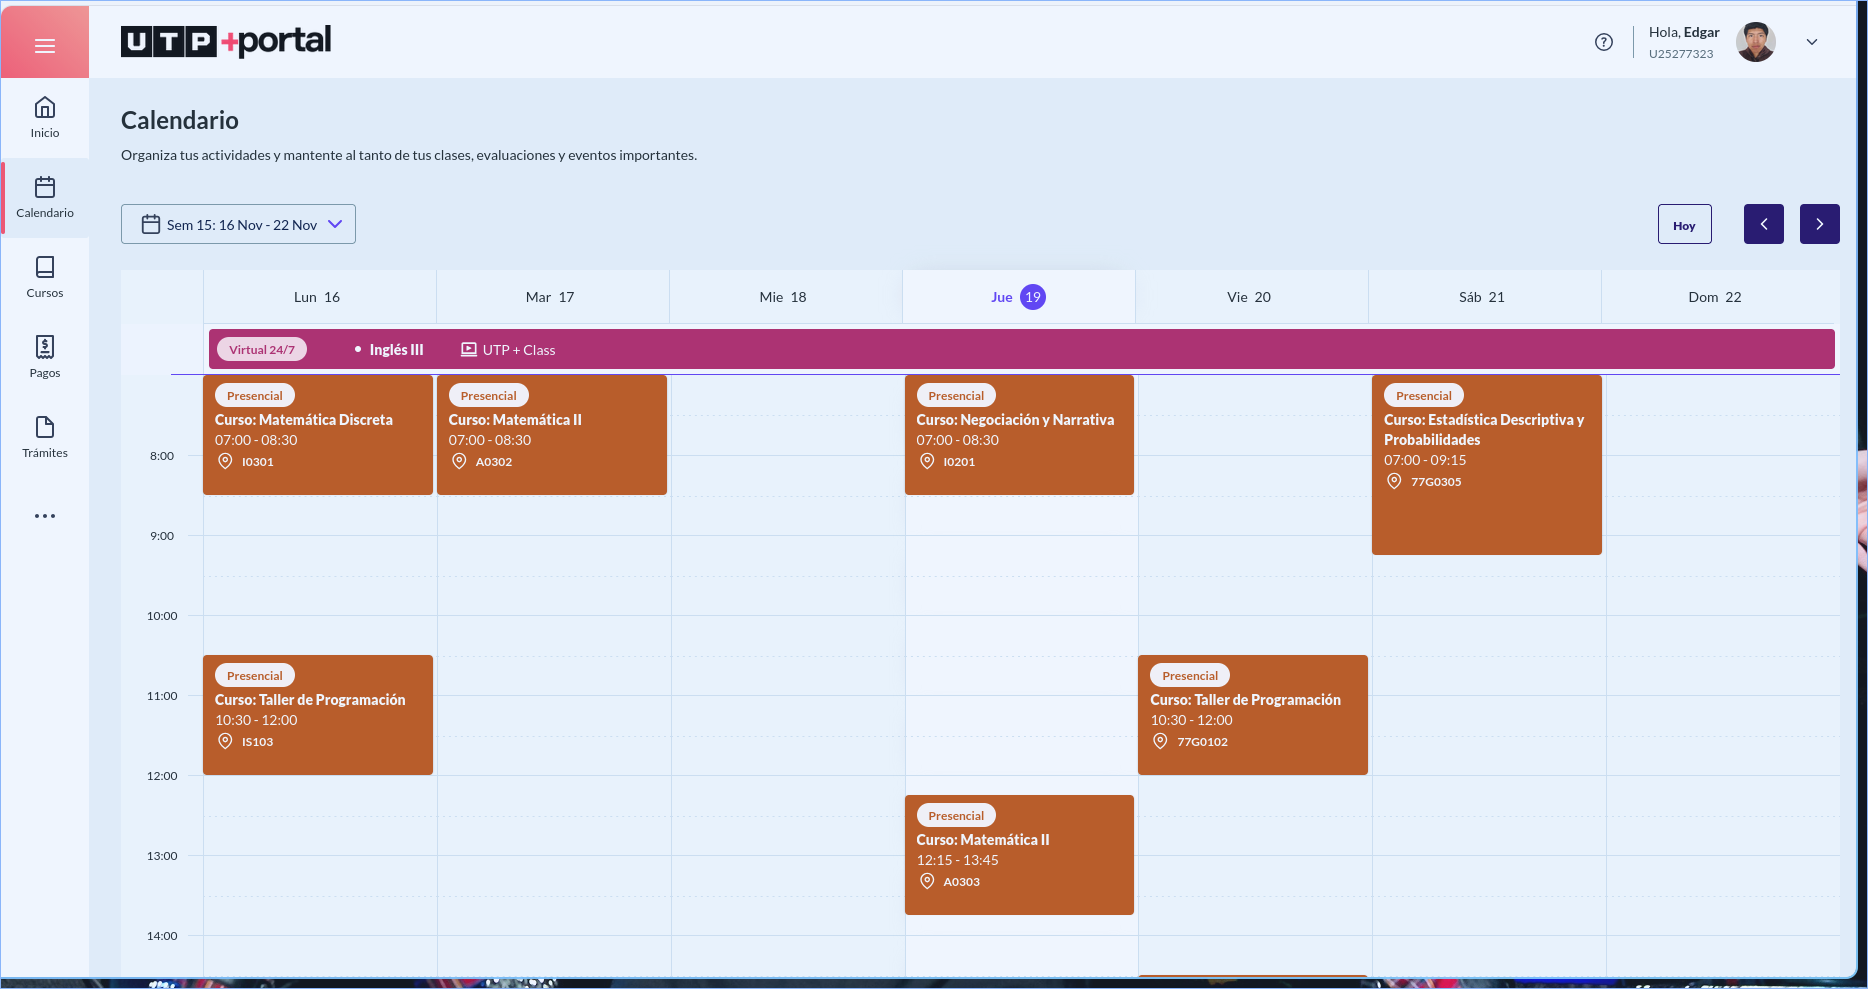 UTP+portal
Hola, Edgar
U25277323
Inicio
Calendario
Cursos
Pagos
Trámites
Calendario
Organiza tus actividades y mantente al tanto de tus clases, evaluaciones y eventos importantes.
Sem 15: 16 Nov - 22 Nov
Hoy
Lun 16
Mar 17
Mie 18
Jue 19
Vie 20
Sáb 21
Dom 22
Virtual 24/7
• Inglés III
UTP + Class
Presencial
Curso: Matemática Discreta
07:00 - 08:30
I0301
Presencial
Curso: Matemática II
07:00 - 08:30
A0302
Presencial
Curso: Negociación y Narrativa
07:00 - 08:30
I0201
Presencial
Curso: Estadística Descriptiva y
Probabilidades
07:00 - 09:15
77G0305
8:00
9:00
10:00
11:00
12:00
13:00
14:00
Presencial
Curso: Taller de Programación
10:30 - 12:00
IS103
Presencial
Curso: Taller de Programación
10:30 - 12:00
77G0102
Presencial
Curso: Matemática II
12:15 - 13:45
A0303